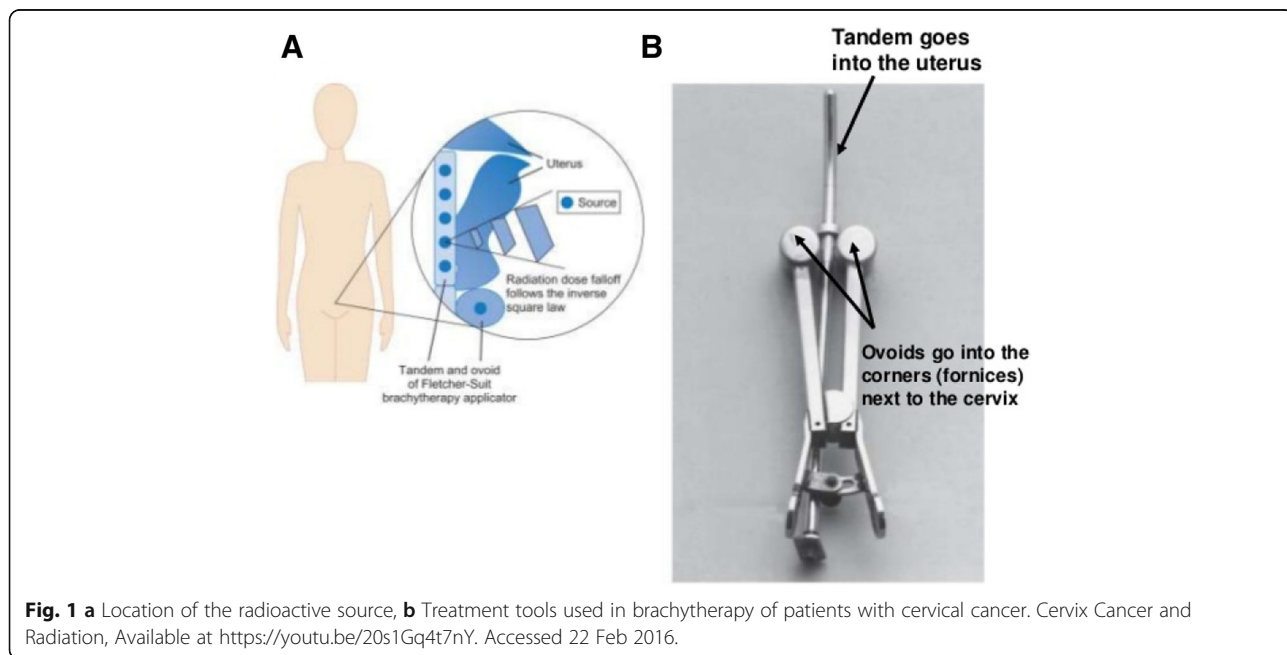 A
Uterus
Source
Radiation dose falloff
follows the inverse
square law
Tandem and ovoid
of Fletcher-Suit
brachytherapy applicator
B
Tandem goes
into the uterus
Ovoids go into the
corners (fornices)
next to the cervix
Fig. 1 a Location of the radioactive source, b Treatment tools used in brachytherapy of patients with cervical cancer. Cervix Cancer and
Radiation, Available at https://youtu.be/20s1Gq4t7nY. Accessed 22 Feb 2016.